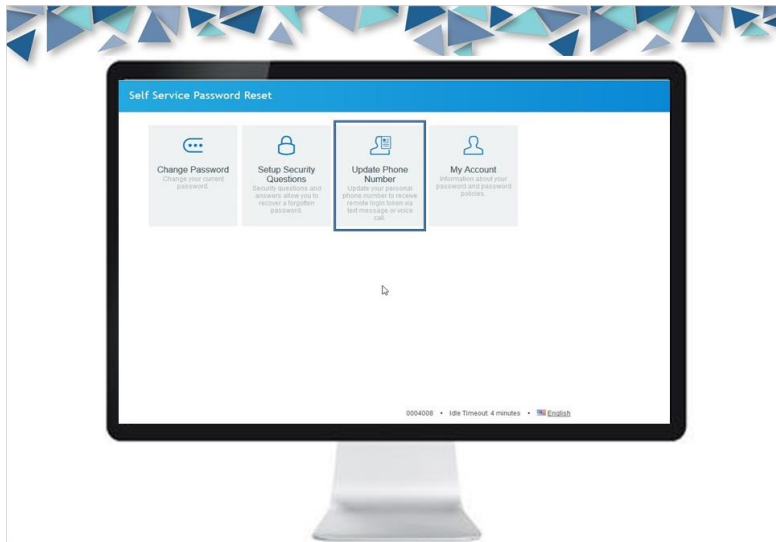 Self Service Password Reset
Change Password
Change your current
password.
Setup Security
Questions
Security questions and
answers allow you to
recover a forgotten
password.
Update Phone
Number
Update your personal
phone number to receive
remote login token via
text message or voice
call.
My Account
Information about your
password and password
policies.
0004008 • Idle Timeout: 4 minutes • English